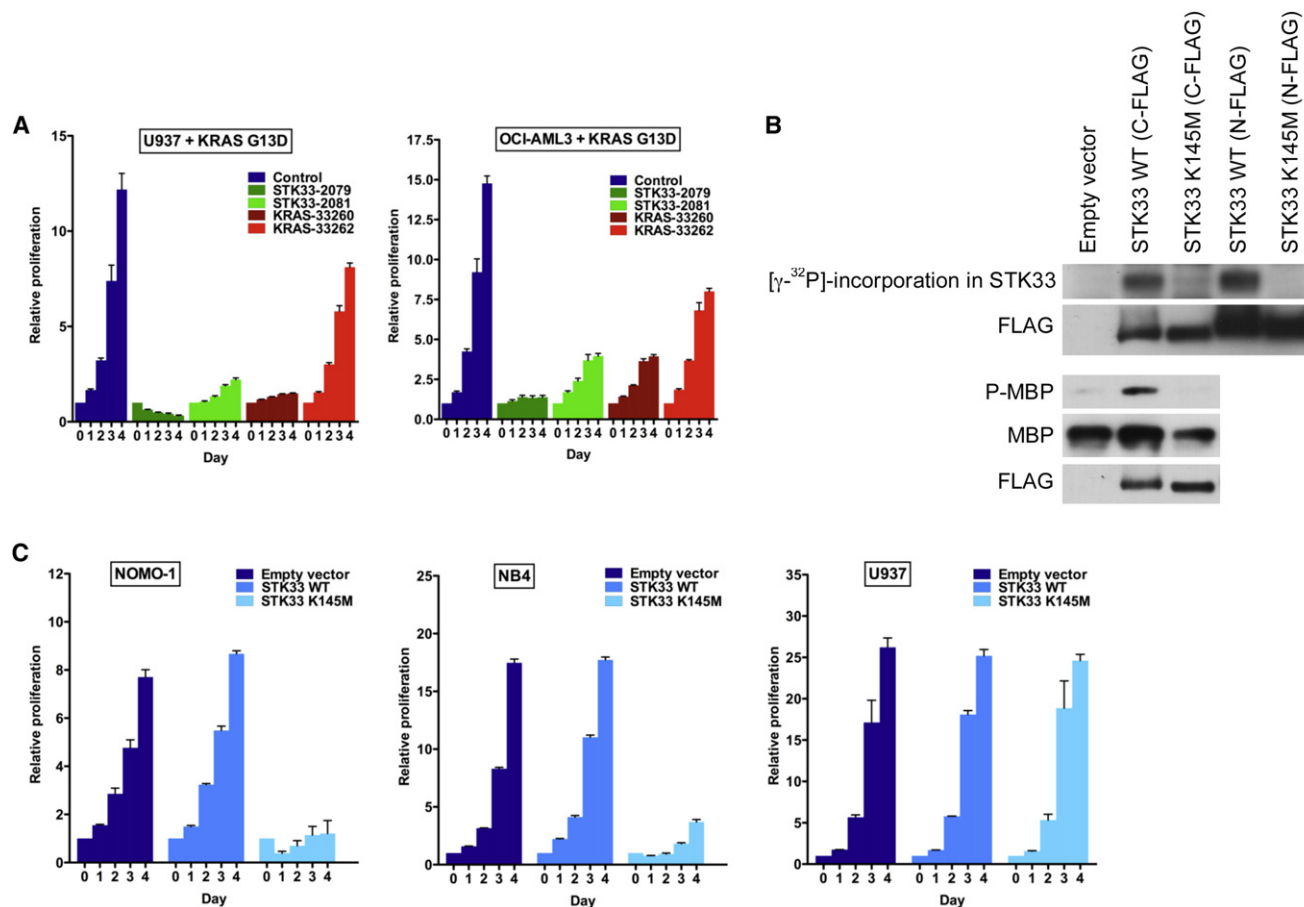 A
U937 + KRAS G13D
Relative proliferation
15
10
5
0
Control
STK33-2079
STK33-2081
KRAS-33260
KRAS-33262
0 1 2 3 4 0 1 2 3 4 0 1 2 3 4 0 1 2 3 4 0 1 2 3 4
Day
OCI-AML3 + KRAS G13D
Relative proliferation
17.5
15.0
12.5
10.0
7.5
5.0
2.5
0.0
Control
STK33-2079
STK33-2081
KRAS-33260
KRAS-33262
0 1 2 3 4 0 1 2 3 4 0 1 2 3 4 0 1 2 3 4 0 1 2 3 4
Day
B
Empty vector
STK33 WT (C-FLAG)
STK33 K145M (C-FLAG)
STK33 WT (N-FLAG)
STK33 K145M (N-FLAG)
[γ-³²P]-incorporation in STK33
FLAG
P-MBP
MBP
FLAG
C
NOMO-1
Relative proliferation
12
10
8
6
4
2
0
Empty vector
STK33 WT
STK33 K145M
0 1 2 3 4 0 1 2 3 4 0 1 2 3 4
Day
NB4
Relative proliferation
25
20
15
10
5
0
Empty vector
STK33 WT
STK33 K145M
0 1 2 3 4 0 1 2 3 4 0 1 2 3 4
Day
U937
Relative proliferation
35
30
25
20
15
10
5
0
Empty vector
STK33 WT
STK33 K145M
0 1 2 3 4 0 1 2 3 4 0 1 2 3 4
Day